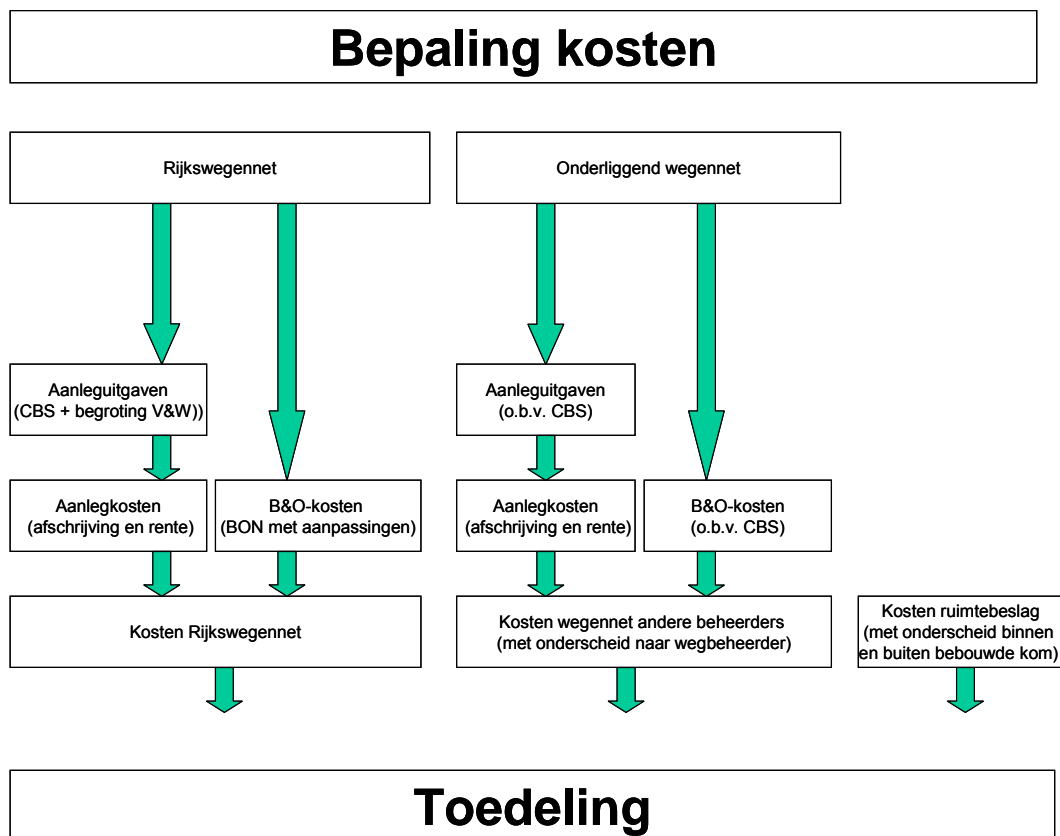 Bepaling kosten
Rijkswegennet
Onderliggend wegennet
Aanleguitgaven
(CBS + begroting V&W))
Aanleguitgaven
(o.b.v. CBS)
Aanlegkosten
(afschrijving en rente)
B&O-kosten
(BON met aanpassingen)
Aanlegkosten
(afschrijving en rente)
B&O-kosten
(o.b.v. CBS)
Kosten Rijkswegennet
Kosten wegennet andere beheerders
(met onderscheid naar wegbeheerder)
Kosten ruimtebeslag
(met onderscheid binnen
en buiten bebouwde kom)
Toedeling